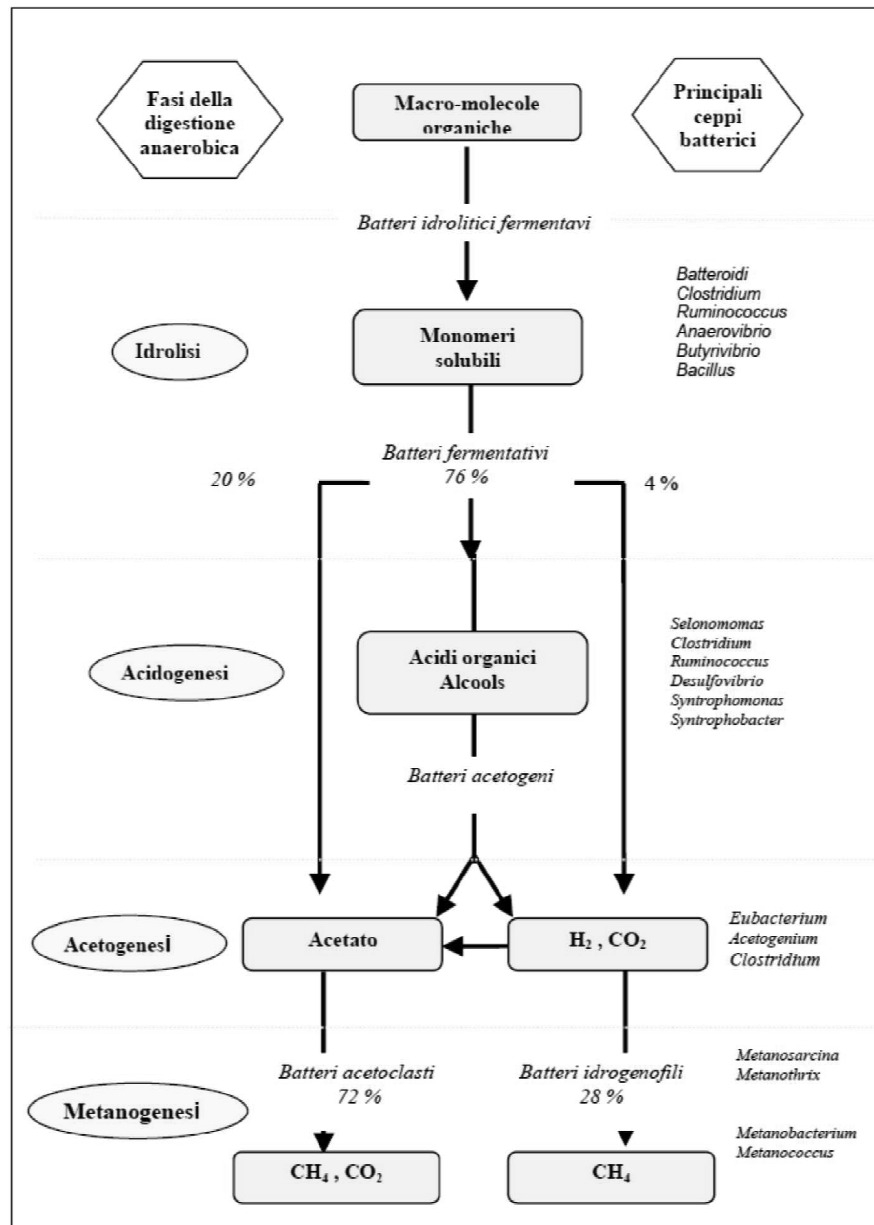 Fasi della
digestione
anaerobica
Macro-molecole
organiche
Principali
ceppi
batterici
Batteri idrolitici fermentavi
Idrolisi
Monomeri
solubili
Batteroidi
Clostridium
Ruminococcus
Anaerovibrio
Butyrivibrio
Bacillus
Batteri fermentativi
20 %
76 %
4 %
Acidogenesi
Acidi organici
Alcools
Selonomomas
Clostridium
Ruminococcus
Desulfovibrio
Syntrophomonas
Syntrophobacter
Batteri acetogeni
Acetogenesi
Acetato
H₂ , CO₂
Eubacterium
Acetogenium
Clostridium
Metanogenesi
Batteri acetoclasti
72 %
Batteri idrogenofili
28 %
Metanosarcina
Metanothrix
Metanobacterium
Metanococcus
CH₄ , CO₂
CH₄